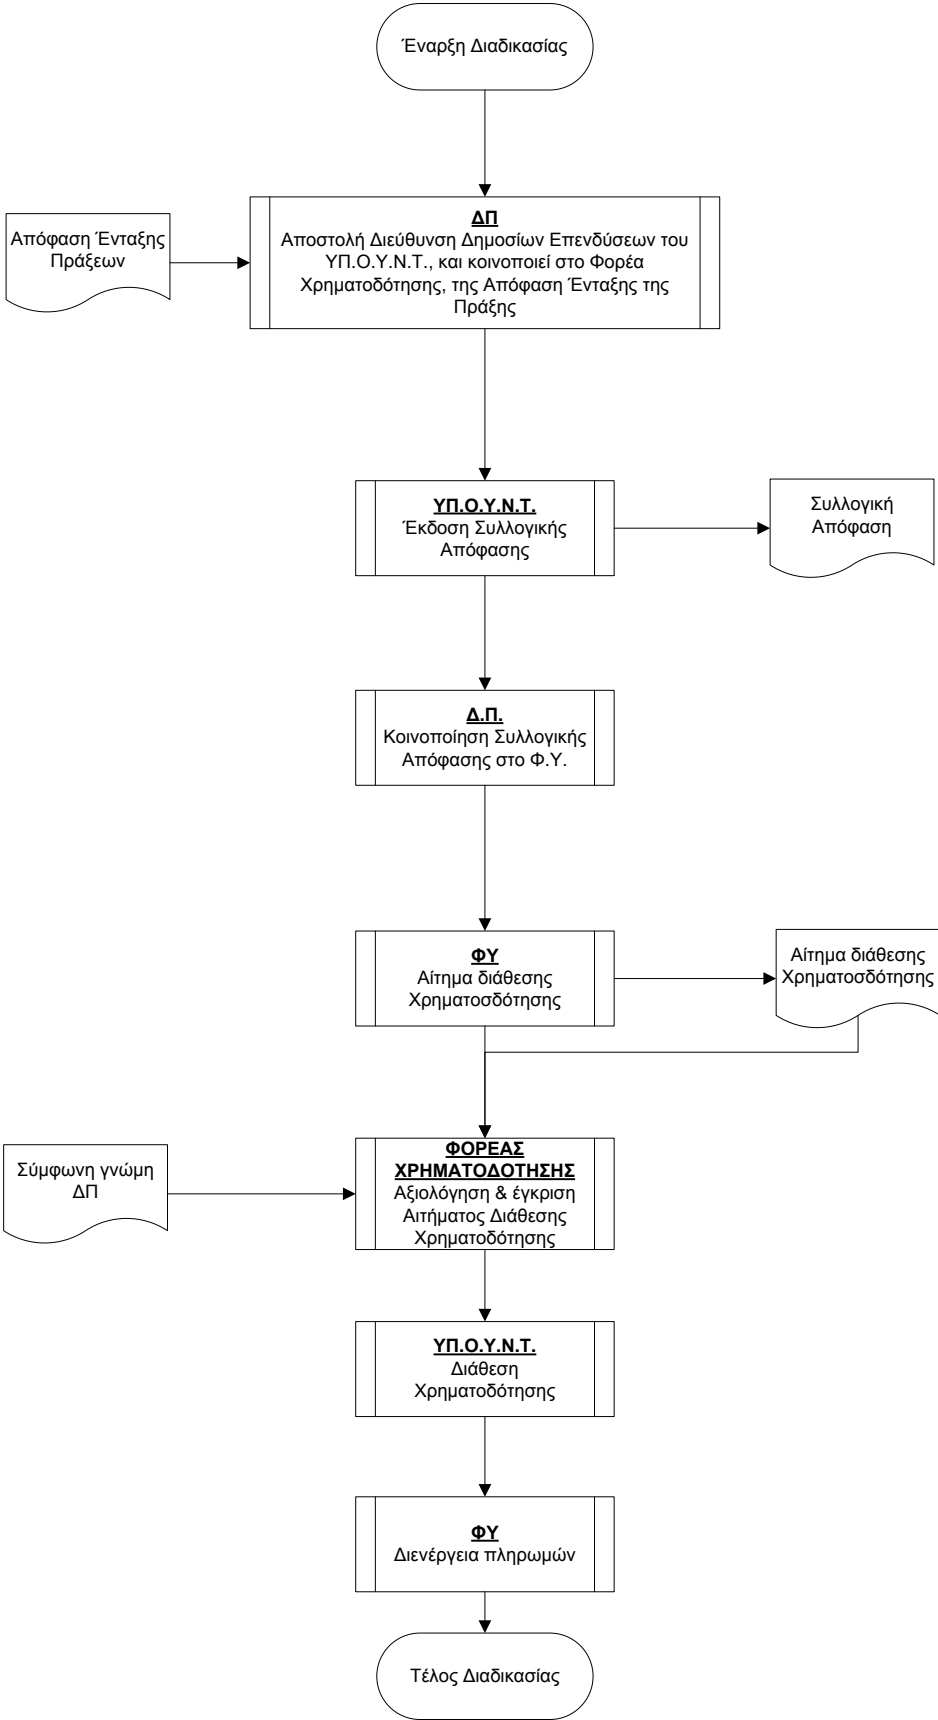 Έναρξη Διαδικασίας
Απόφαση Ένταξης
Πράξεων
ΔΠ
Αποστολή Διεύθυνση Δημοσίων Επενδύσεων του
ΥΠ.Ο.Υ.Ν.Τ., και κοινοποιεί στο Φορέα
Χρηματοδότησης, της Απόφαση Ένταξης της
Πράξης
ΥΠ.Ο.Υ.Ν.Τ.
Έκδοση Συλλογικής
Απόφασης
Συλλογική
Απόφαση
Δ.Π.
Κοινοποίηση Συλλογικής
Απόφασης στο Φ.Υ.
ΦΥ
Αίτημα διάθεσης
Χρηματοσδότησης
Αίτημα διάθεσης
Χρηματοσδότησης
Σύμφωνη γνώμη
ΔΠ
ΦΟΡΕΑΣ
ΧΡΗΜΑΤΟΔΟΤΗΣΗΣ
Αξιολόγηση & έγκριση
Αιτήματος Διάθεσης
Χρηματοδότησης
ΥΠ.Ο.Υ.Ν.Τ.
Διάθεση
Χρηματοδότησης
ΦΥ
Διενέργεια πληρωμών
Τέλος Διαδικασίας